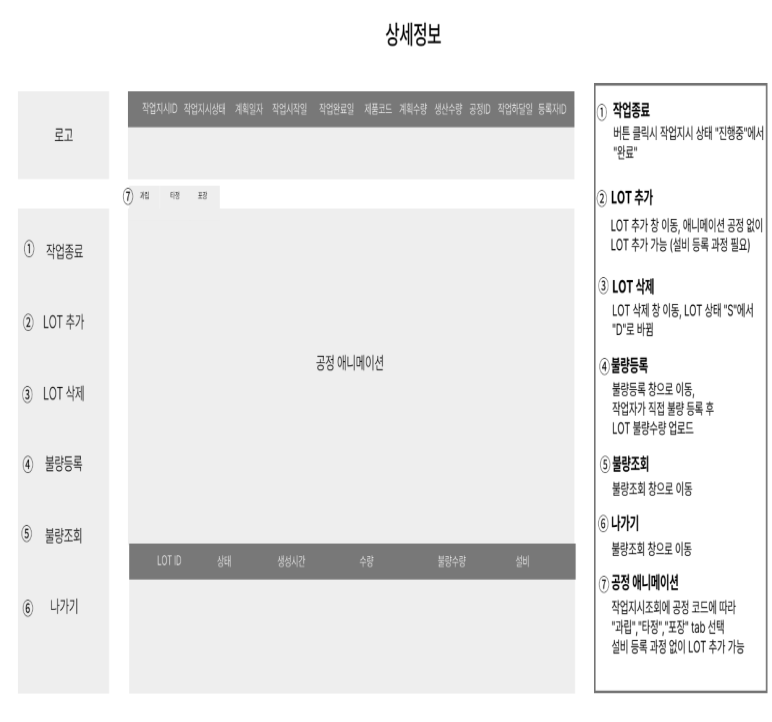 상세정보
로고
작업지시ID 작업지시상태 계획일자 작업시작일 작업완료일 제품코드 계획수량 생산수량 공정ID 작업하달일 등록자ID
⑦ 과립 타정 포장
① 작업종료
② LOT 추가
③ LOT 삭제
④ 불량등록
⑤ 불량조회
⑥ 나가기
공정 애니메이션
LOT ID 상태 생성시간 수량 불량수량 설비
① 작업종료
버튼 클릭시 작업지시 상태 "진행중"에서
"완료"
② LOT 추가
LOT 추가 창 이동, 애니메이션 공정 없이
LOT 추가 가능 (설비 등록 과정 필요)
③ LOT 삭제
LOT 삭제 창 이동, LOT 상태 "S"에서
"D"로 바뀜
④ 불량등록
불량등록 창으로 이동,
작업자가 직접 불량 등록 후
LOT 불량수량 업로드
⑤ 불량조회
불량조회 창으로 이동
⑥ 나가기
불량조회 창으로 이동
⑦ 공정 애니메이션
작업지시조회에 공정 코드에 따라
"과립","타정","포장" tab 선택
설비 등록 과정 없이 LOT 추가 가능